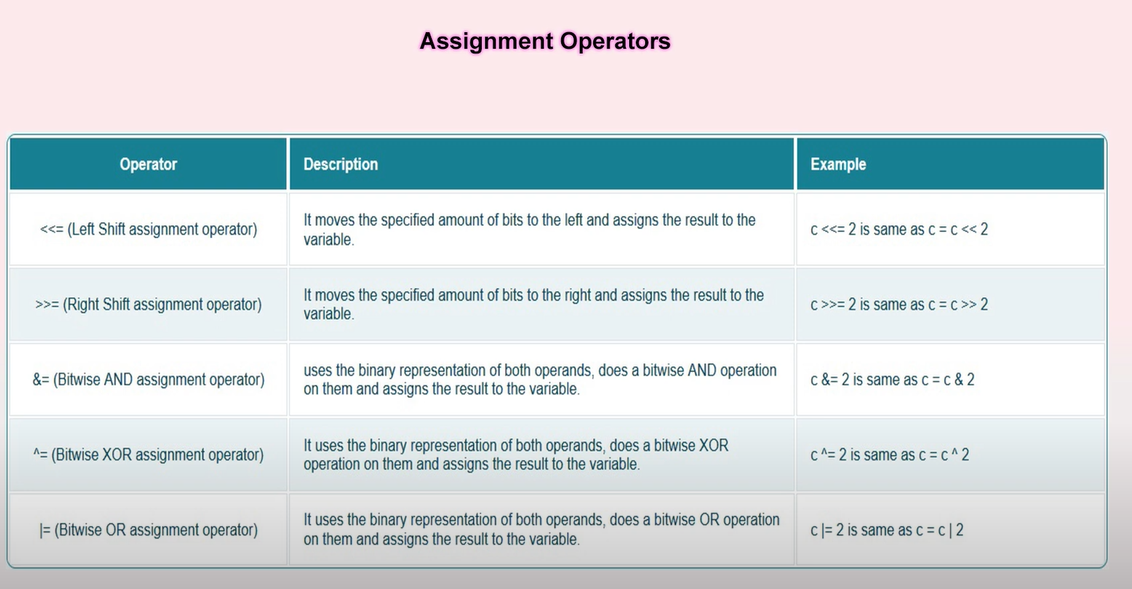 Assignment Operators
Operator Description Example
<<= (Left Shift assignment operator)
It moves the specified amount of bits to the left and assigns the result to the
variable.
c <<= 2 is same as c = c << 2
>>= (Right Shift assignment operator)
It moves the specified amount of bits to the right and assigns the result to the
variable.
c >>= 2 is same as c = c >> 2
&= (Bitwise AND assignment operator)
uses the binary representation of both operands, does a bitwise AND operation
on them and assigns the result to the variable.
c &= 2 is same as c = c & 2
^= (Bitwise XOR assignment operator)
It uses the binary representation of both operands, does a bitwise XOR
operation on them and assigns the result to the variable.
c ^= 2 is same as c = c ^ 2
|= (Bitwise OR assignment operator)
It uses the binary representation of both operands, does a bitwise OR operation
on them and assigns the result to the variable.
c |= 2 is same as c = c | 2